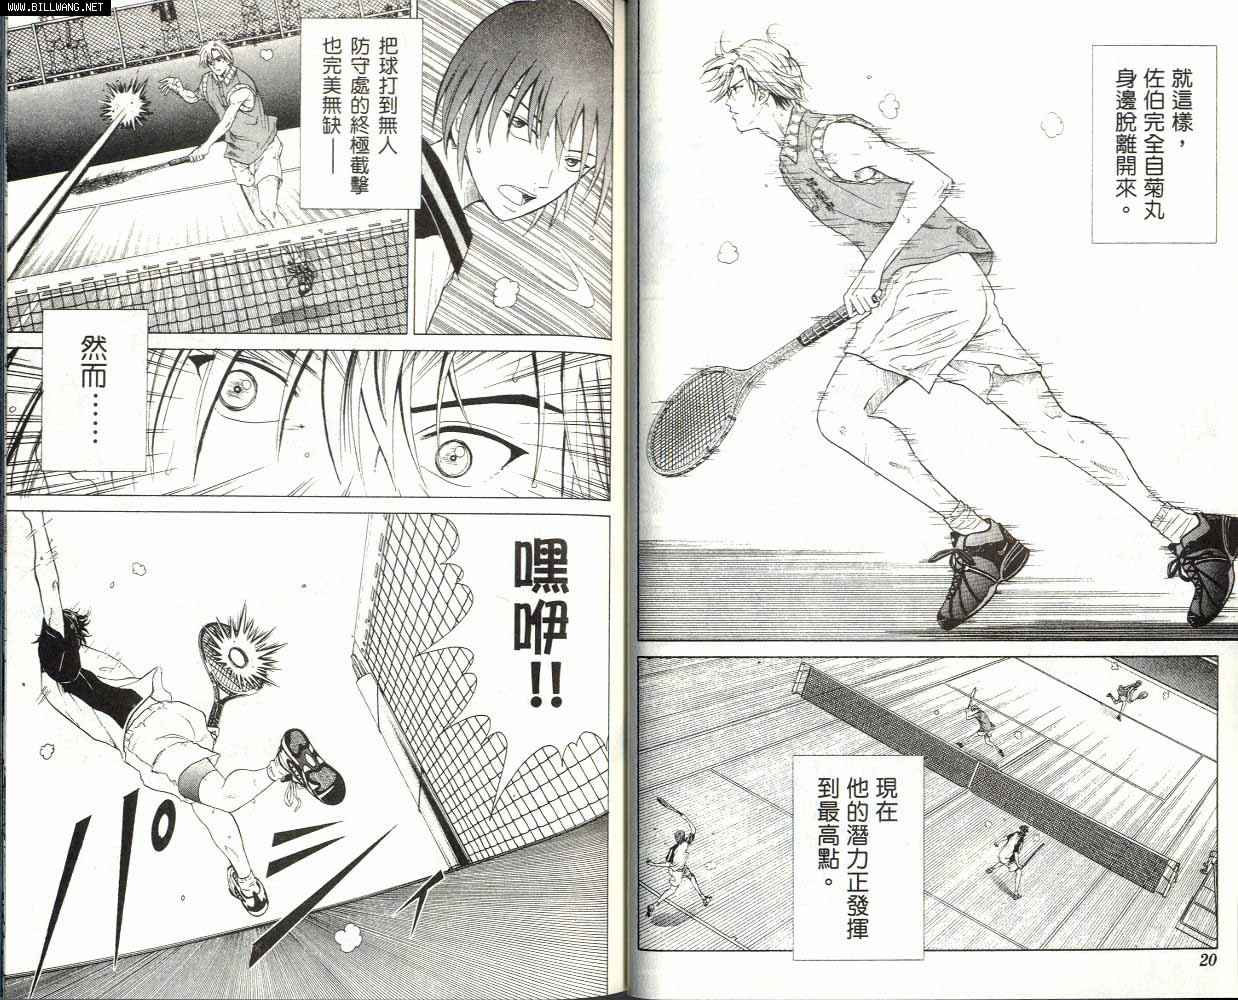 WWW.BILLWANG.NET
就這樣，
佐伯完全自菊丸
身邊脫離開來。
現在
他的潛力正發揮
到最高點。
20
把球打到無人
防守處的終極截擊
也完美無缺──
然而……
嘿咿!!